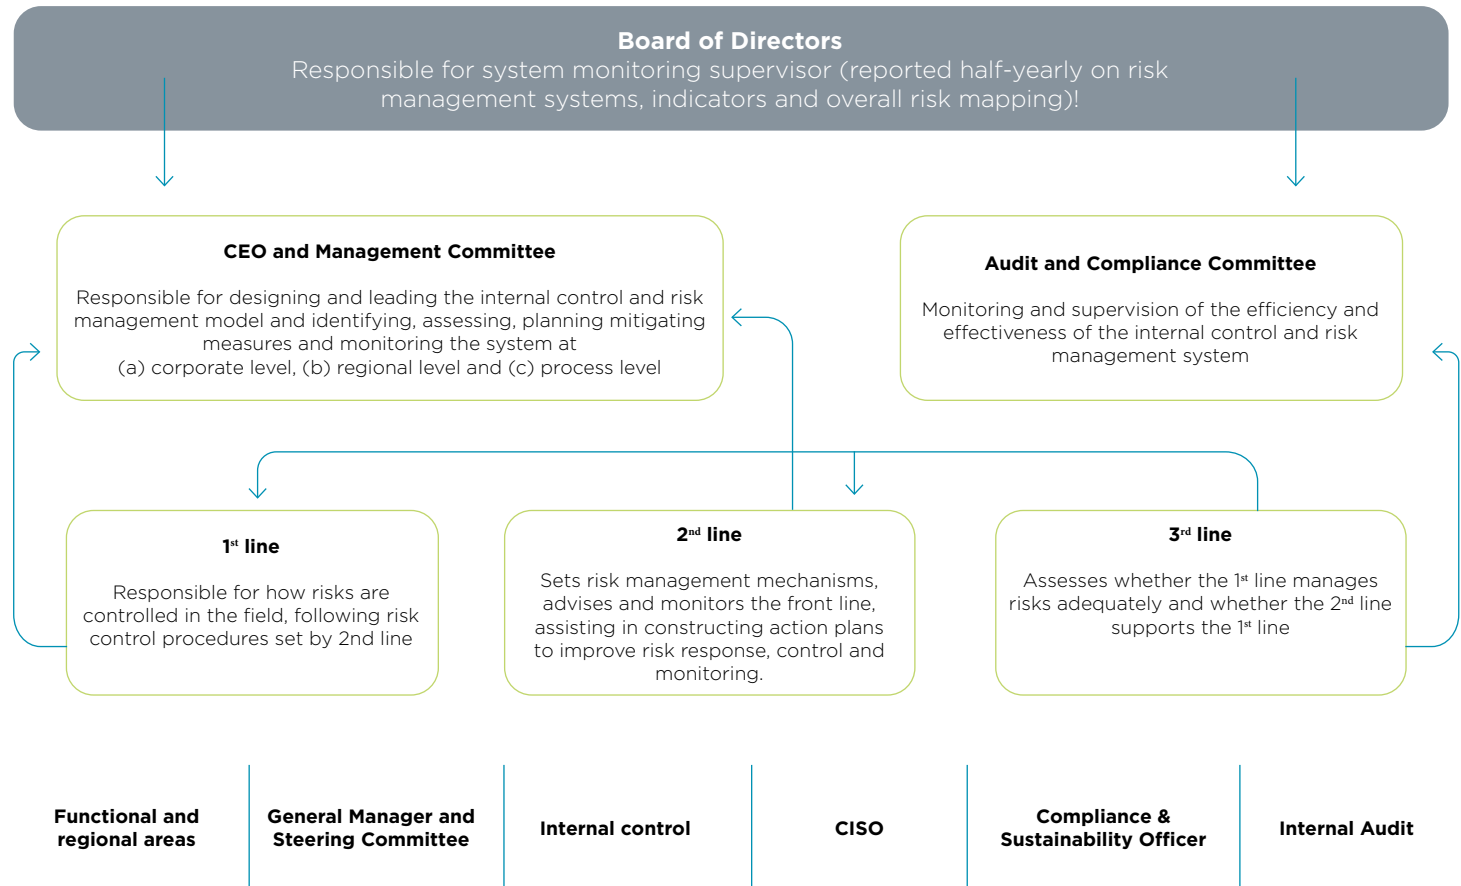 Board of Directors
Responsible for system monitoring supervisor (reported half-yearly on risk
management systems, indicators and overall risk mapping)!
CEO and Management Committee
Responsible for designing and leading the internal control and risk
management model and identifying, assessing, planning mitigating
measures and monitoring the system at
(a) corporate level, (b) regional level and (c) process level
Audit and Compliance Committee
Monitoring and supervision of the efficiency and
effectiveness of the internal control and risk
management system
1st line
Responsible for how risks are
controlled in the field, following risk
control procedures set by 2nd line
2nd line
Sets risk management mechanisms,
advises and monitors the front line,
assisting in constructing action plans
to improve risk response, control and
monitoring.
3rd line
Assesses whether the 1st line manages
risks adequately and whether the 2nd line
supports the 1st line
Functional and
regional areas
General Manager and
Steering Committee
Internal control
CISO
Compliance &
Sustainability Officer
Internal Audit